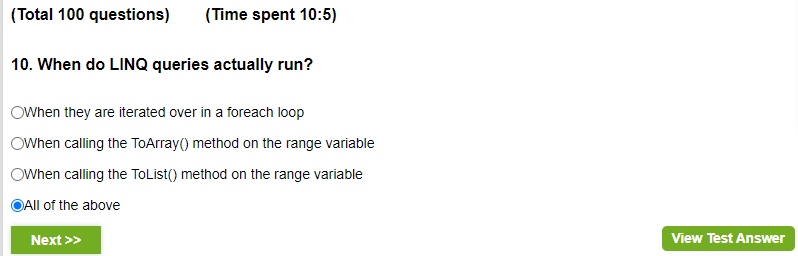 (Total 100 questions) (Time spent 10:5)
10. When do LINQ queries actually run?
When they are iterated over in a foreach loop
When calling the ToArray() method on the range variable
When calling the ToList() method on the range variable
All of the above
Next >> View Test Answer